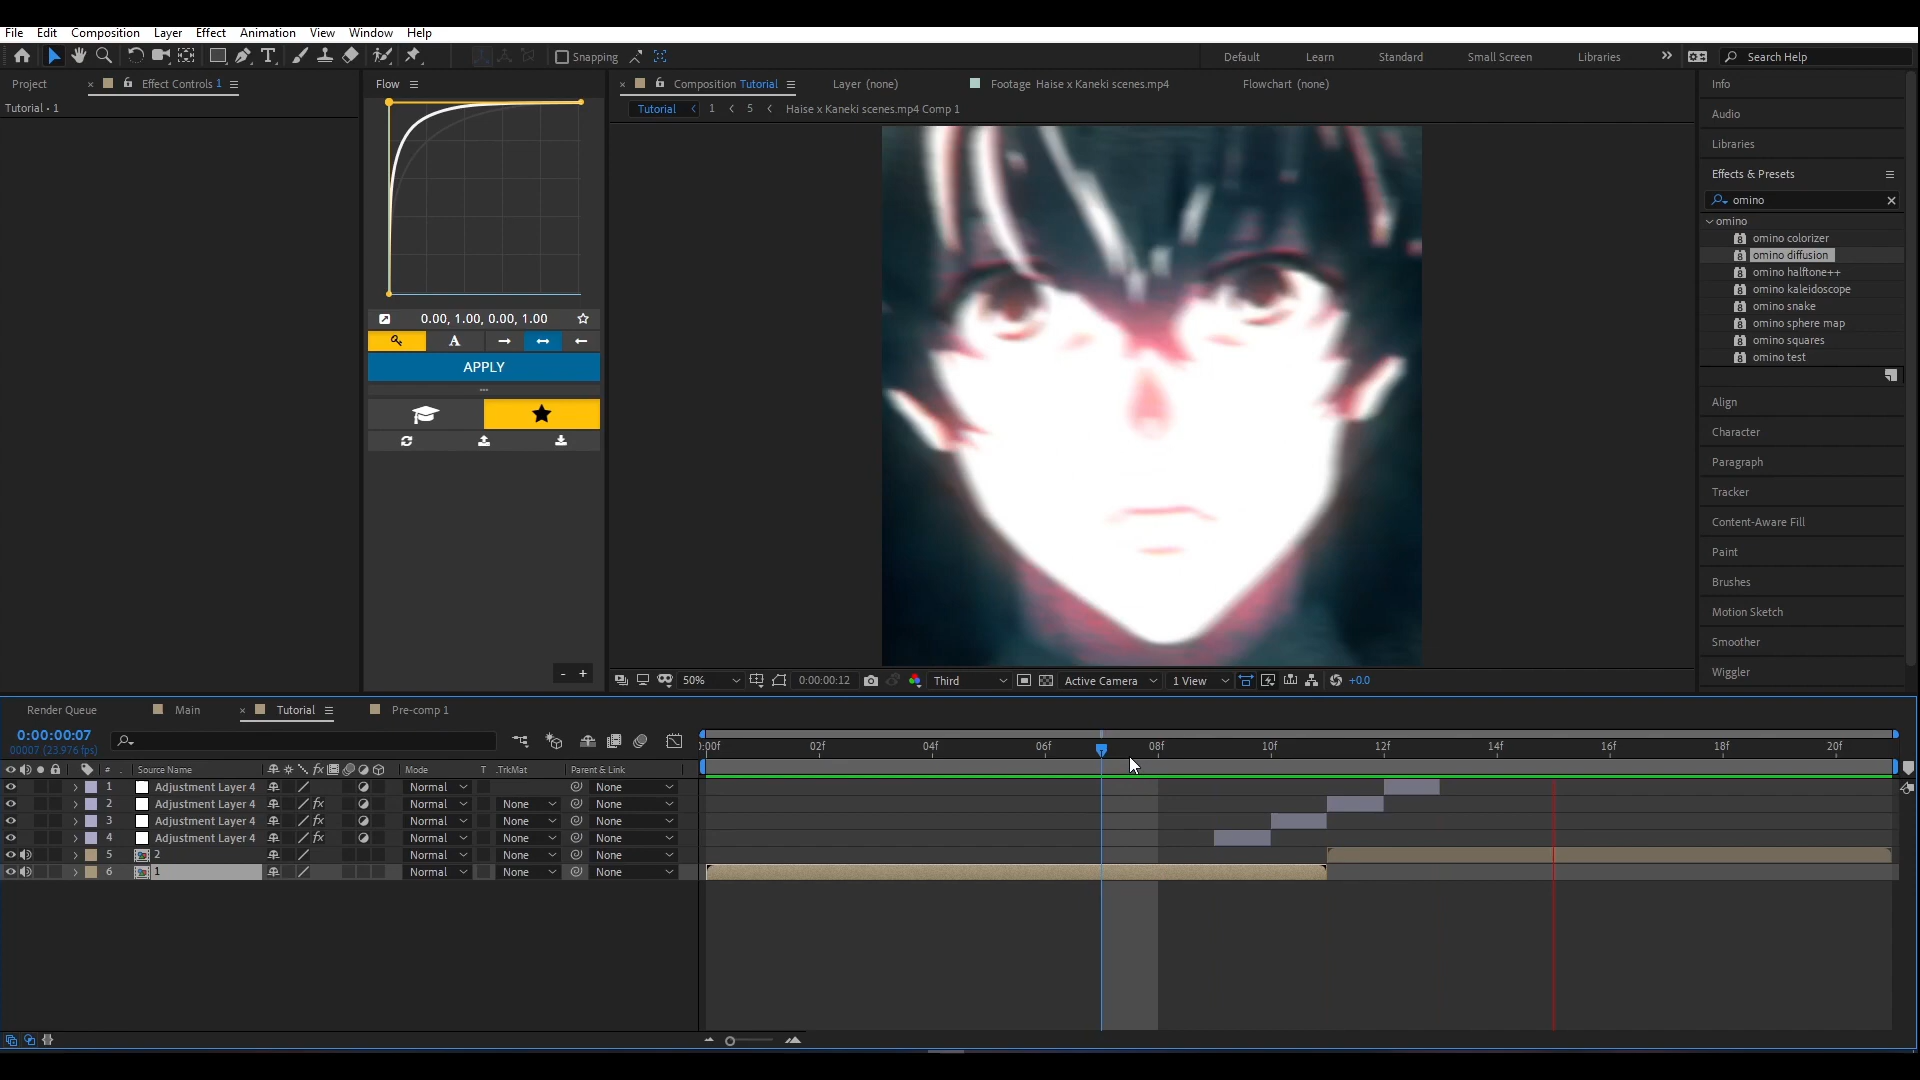 File Edit Composition Layer Effect Animation View Window Help
Snapping Default Learn Standard Small Screen Libraries Search Help
Project Effect Controls 1
Tutorial • 1
Flow
0.00, 1.00, 0.00, 1.00
A
APPLY
- +
Composition Tutorial Layer (none) Footage Haise x Kaneki scenes.mp4 Flowchart (none)
Tutorial 1 5 Haise x Kaneki scenes.mp4 Comp 1
50% 0:00:00:12 Third Active Camera 1 View +0.0
Info
Audio
Libraries
Effects & Presets
omino
omino
omino colorizer
omino diffusion
omino halftone++
omino kaleidoscope
omino snake
omino sphere map
omino squares
omino test
Align
Character
Paragraph
Tracker
Content-Aware Fill
Paint
Brushes
Motion Sketch
Smoother
Wiggler
Render Queue Main Tutorial Pre-comp 1
0:00:00:07
00007 (23.976 fps)
:00f 02f 04f 06f 08f 10f 12f 14f 16f 18f 20f
# Source Name fx Mode T .TrkMat Parent & Link
1 Adjustment Layer 4 Normal None
2 Adjustment Layer 4 fx Normal None None
3 Adjustment Layer 4 fx Normal None None
4 Adjustment Layer 4 fx Normal None None
5 2 Normal None None
6 1 Normal None None